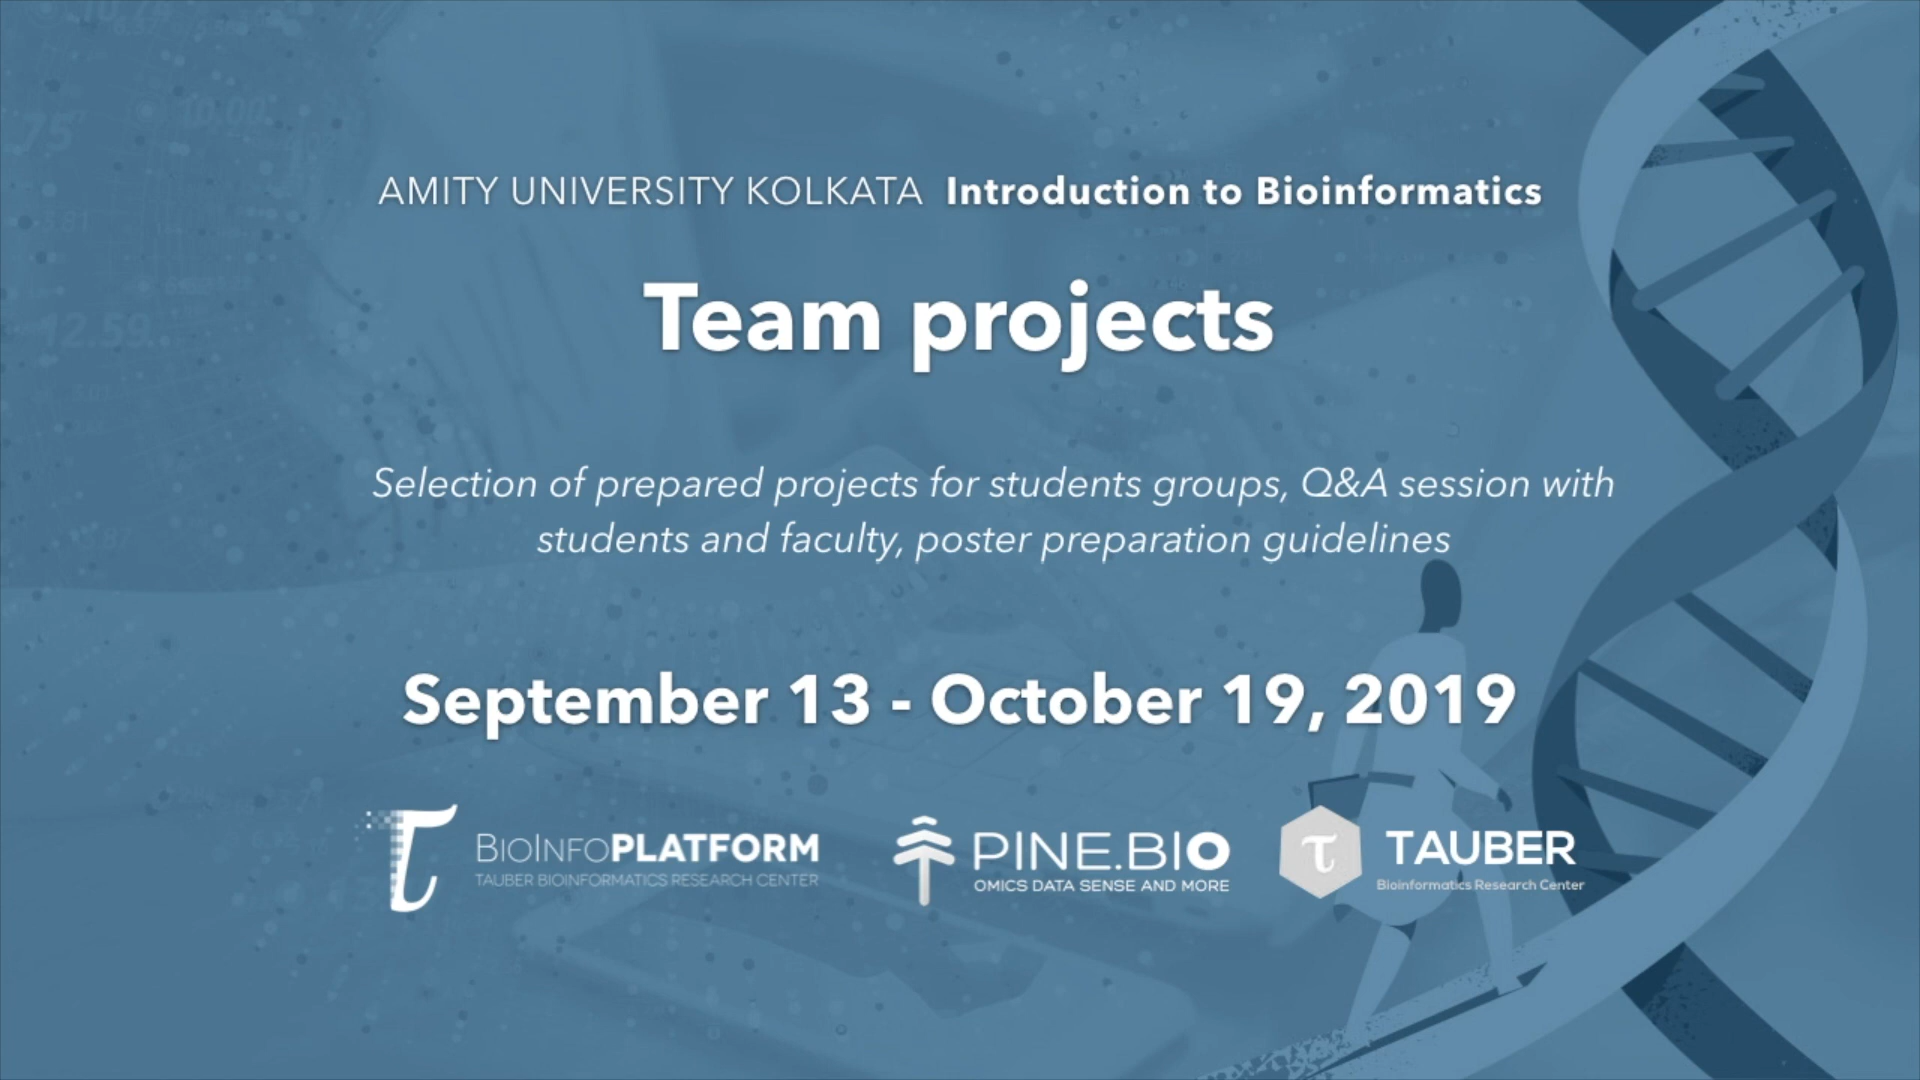 AMITY UNIVERSITY KOLKATA Introduction to Bioinformatics
Team projects
Selection of prepared projects for students groups, Q&A session with
students and faculty, poster preparation guidelines
September 13 - October 19, 2019
BIOINFOPLATFORM
TAUBER BIOINFORMATICS RESEARCH CENTER
PINE.BIO
OMICS DATA SENSE AND MORE
TAUBER
Bioinformatics Research Center